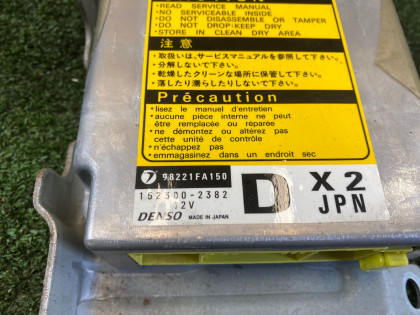 •READ SERVICE MANUAL
•NO SERVICEABLE INSIDE
•DO NOT DISASSEMBLE OR TAMPER
•DO NOT DROP:KEEP DRY
•STORE IN CLEAN DRY AREA
注意
•取扱いは、サービスマニュアルを参照して下さい。
•分解しないで下さい。
•乾燥したクリーンな場所に保管して下さい。
•落したり濡らしたりしないで下さい。
Précaution
•lisez le manuel d'entretien
•aucune pièce interne ne peut
être remplacée ou réparée
•ne démontez ou altérez pas
cette unité de contrôle
•n'échappez pas
•emmagasinez dans un endroit sec
98221FA150
152300-2382
12V
DENSO MADE IN JAPAN
D
X2
JPN